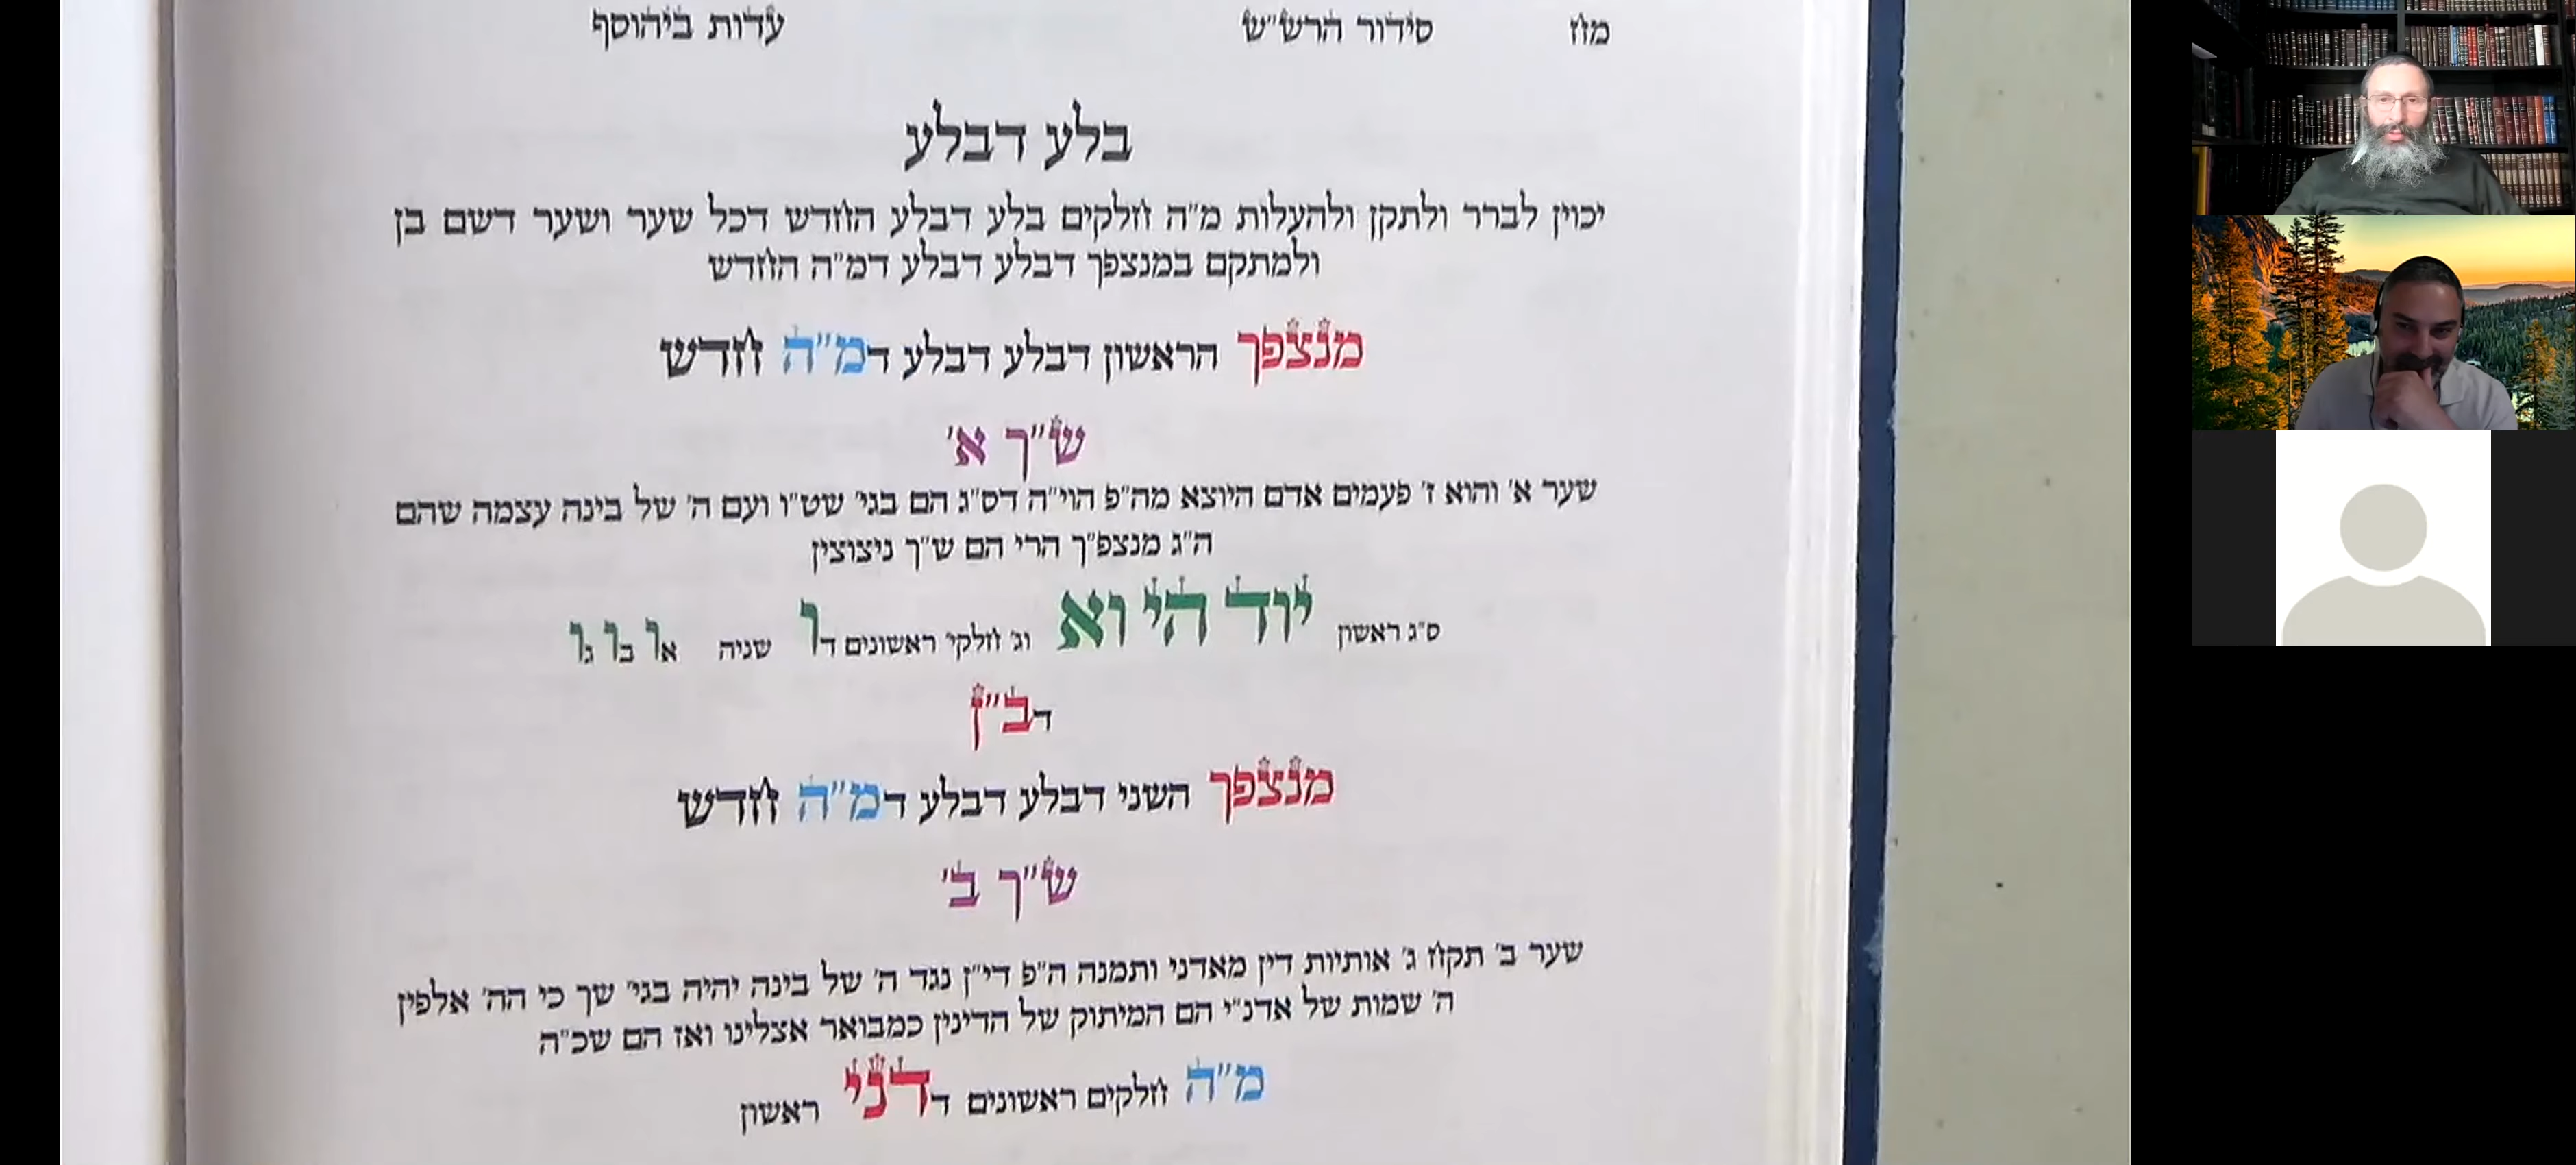 מח סידור הרש״ש עדות ביהוסף
בלע דבלע
יכוין לברר ולתקן ולהעלות מ״ה חלקים בלע דבלע החדש דכל שער ושער דשם בן
ולמתקם במנצפך דבלע דבלע דמ״ה החדש
מנצפך הראשון דבלע דבלע דמ״ה חדש
ש״ך א׳
שער א׳ והוא ז׳ פעמים אדם היוצא מה״פ הוי״ה דס״ג הם בגי׳ שט״ו ועם ה׳ של בינה עצמה שהם
ה״ג מנצפ״ך הרי הם ש״ך ניצוצין
ס״ג ראשון יוד הי וא וג׳ חלקי׳ ראשונים דו שניה או בו גו
דב״ן
מנצפך השני דבלע דבלע דמ״ה חדש
ש״ך ב׳
שער ב׳ תקח ג׳ אותיות דין מאדני ותמנה ה״פ די״ן נגד ה׳ של בינה יהיה בגי׳ שך כי הה׳ אלפין
ה׳ שמות של אדנ״י הם המיתוק של הדינין כמבואר אצלינו ואז הם שכ״ה
מ״ה חלקים ראשונים דדני ראשון